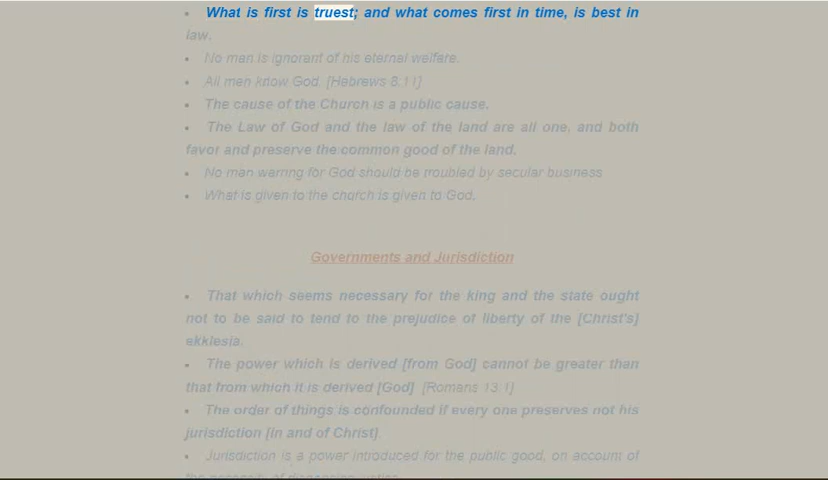 • What is first is truest; and what comes first in time, is best in
law.
• No man is ignorant of his eternal welfare.
• All men know God. [Hebrews 8:11]
• The cause of the Church is a public cause.
• The Law of God and the law of the land are all one, and both
favor and preserve the common good of the land.
• No man warring for God should be troubled by secular business
• What is given to the church is given to God.
Governments and Jurisdiction
• That which seems necessary for the king and the state ought
not to be said to tend to the prejudice of liberty of the [Christ's]
ekklesia.
• The power which is derived [from God] cannot be greater than
that from which it is derived [God] [Romans 13:1]
• The order of things is confounded if every one preserves not his
jurisdiction [in and of Christ].
• Jurisdiction is a power introduced for the public good, on account of
the necessity of dispensing justice.